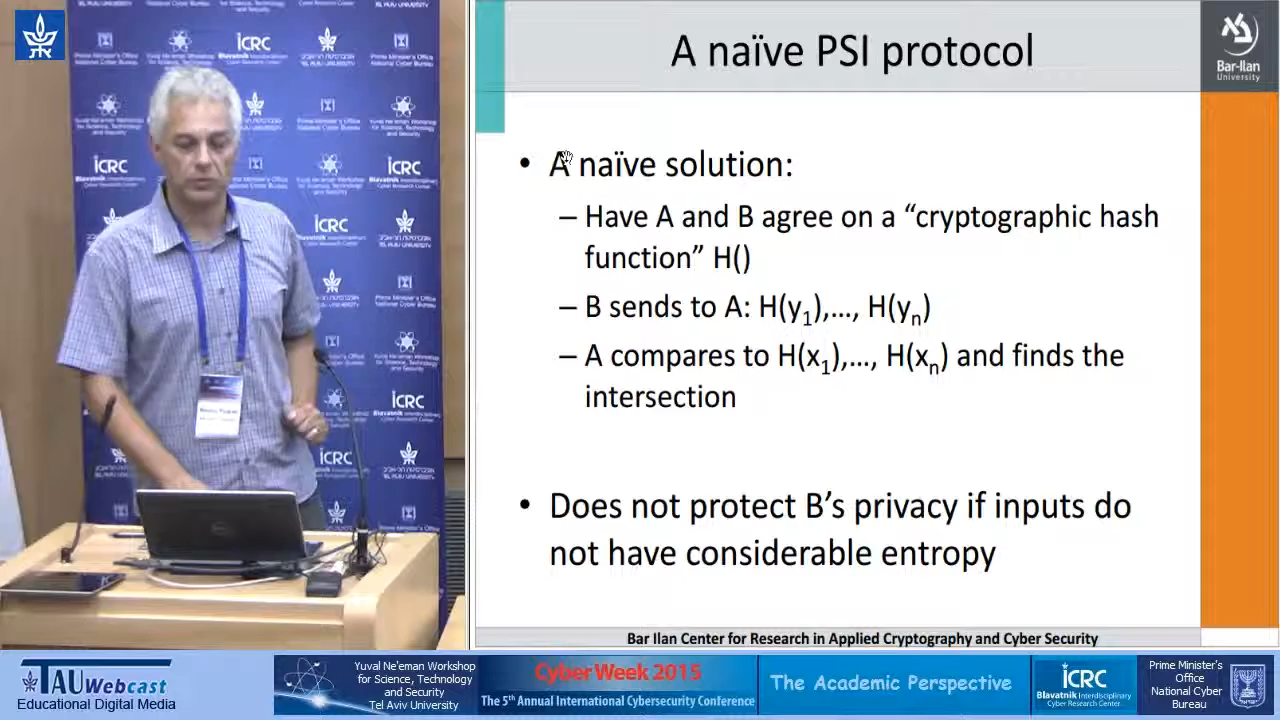 A naïve PSI protocol
Bar-Ilan
University
• A naïve solution:
– Have A and B agree on a “cryptographic hash
function” H()
– B sends to A: H(y1),…, H(yn)
– A compares to H(x1),…, H(xn) and finds the
intersection
• Does not protect B’s privacy if inputs do
not have considerable entropy
Bar Ilan Center for Research in Applied Cryptography and Cyber Security
TAU Webcast
Educational Digital Media
Yuval Ne'eman Workshop
for Science, Technology
and Security
Tel Aviv University
CyberWeek 2015
The 5th Annual International Cybersecurity Conference
The Academic Perspective
ICRC
Blavatnik Interdisciplinary
Cyber Research Center
Prime Minister's
Office
National Cyber
Bureau